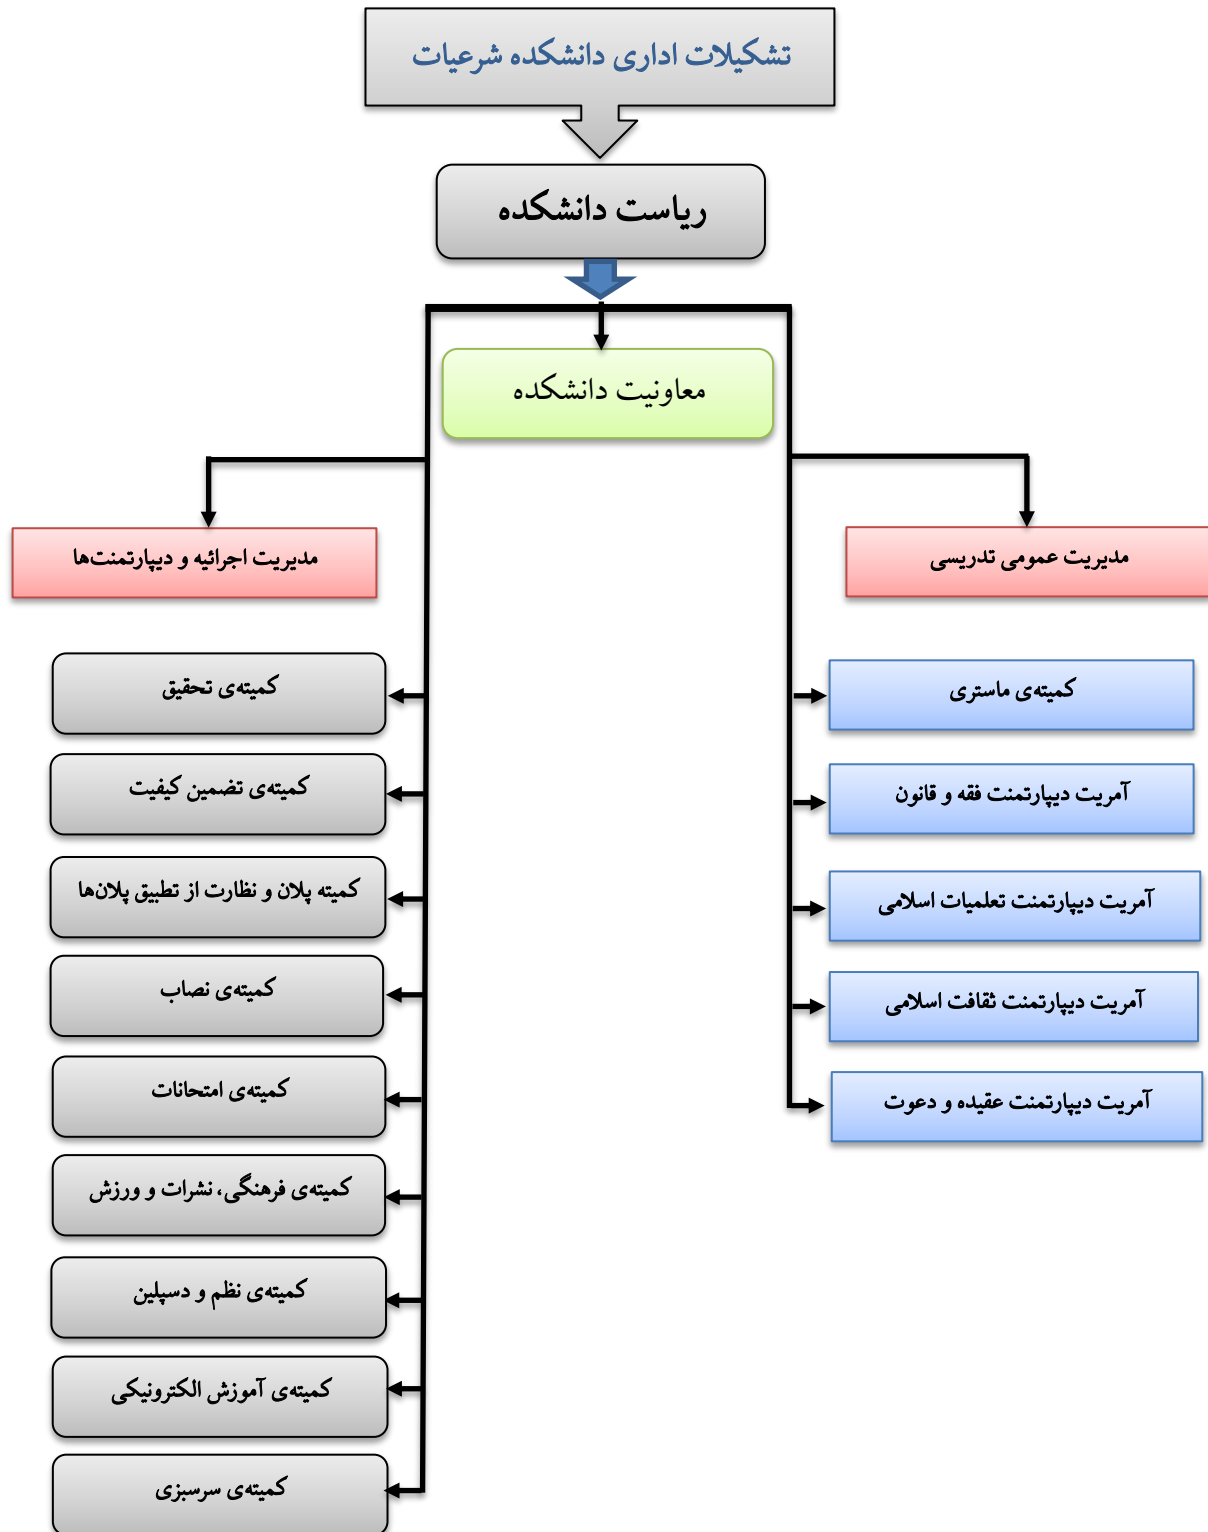 تشکیلات اداری دانشکده شرعیات
ریاست دانشکده
معاونیت دانشکده
مدیریت عمومی تدریسی
مدیریت اجرائیه و دیپارتمنت‌ها
کمیته‌ی ماستری
آمریت دیپارتمنت فقه و قانون
آمریت دیپارتمنت تعلمیات اسلامی
آمریت دیپارتمنت ثقافت اسلامی
آمریت دیپارتمنت عقیده و دعوت
کمیته‌ی تحقیق
کمیته‌ی تضمین کیفیت
کمیته پلان و نظارت از تطبیق پلان‌ها
کمیته‌ی نصاب
کمیته‌ی امتحانات
کمیته‌ی فرهنگی، نشرات و ورزش
کمیته‌ی نظم و دسپلین
کمیته‌ی آموزش الکترونیکی
کمیته‌ی سرسبزی